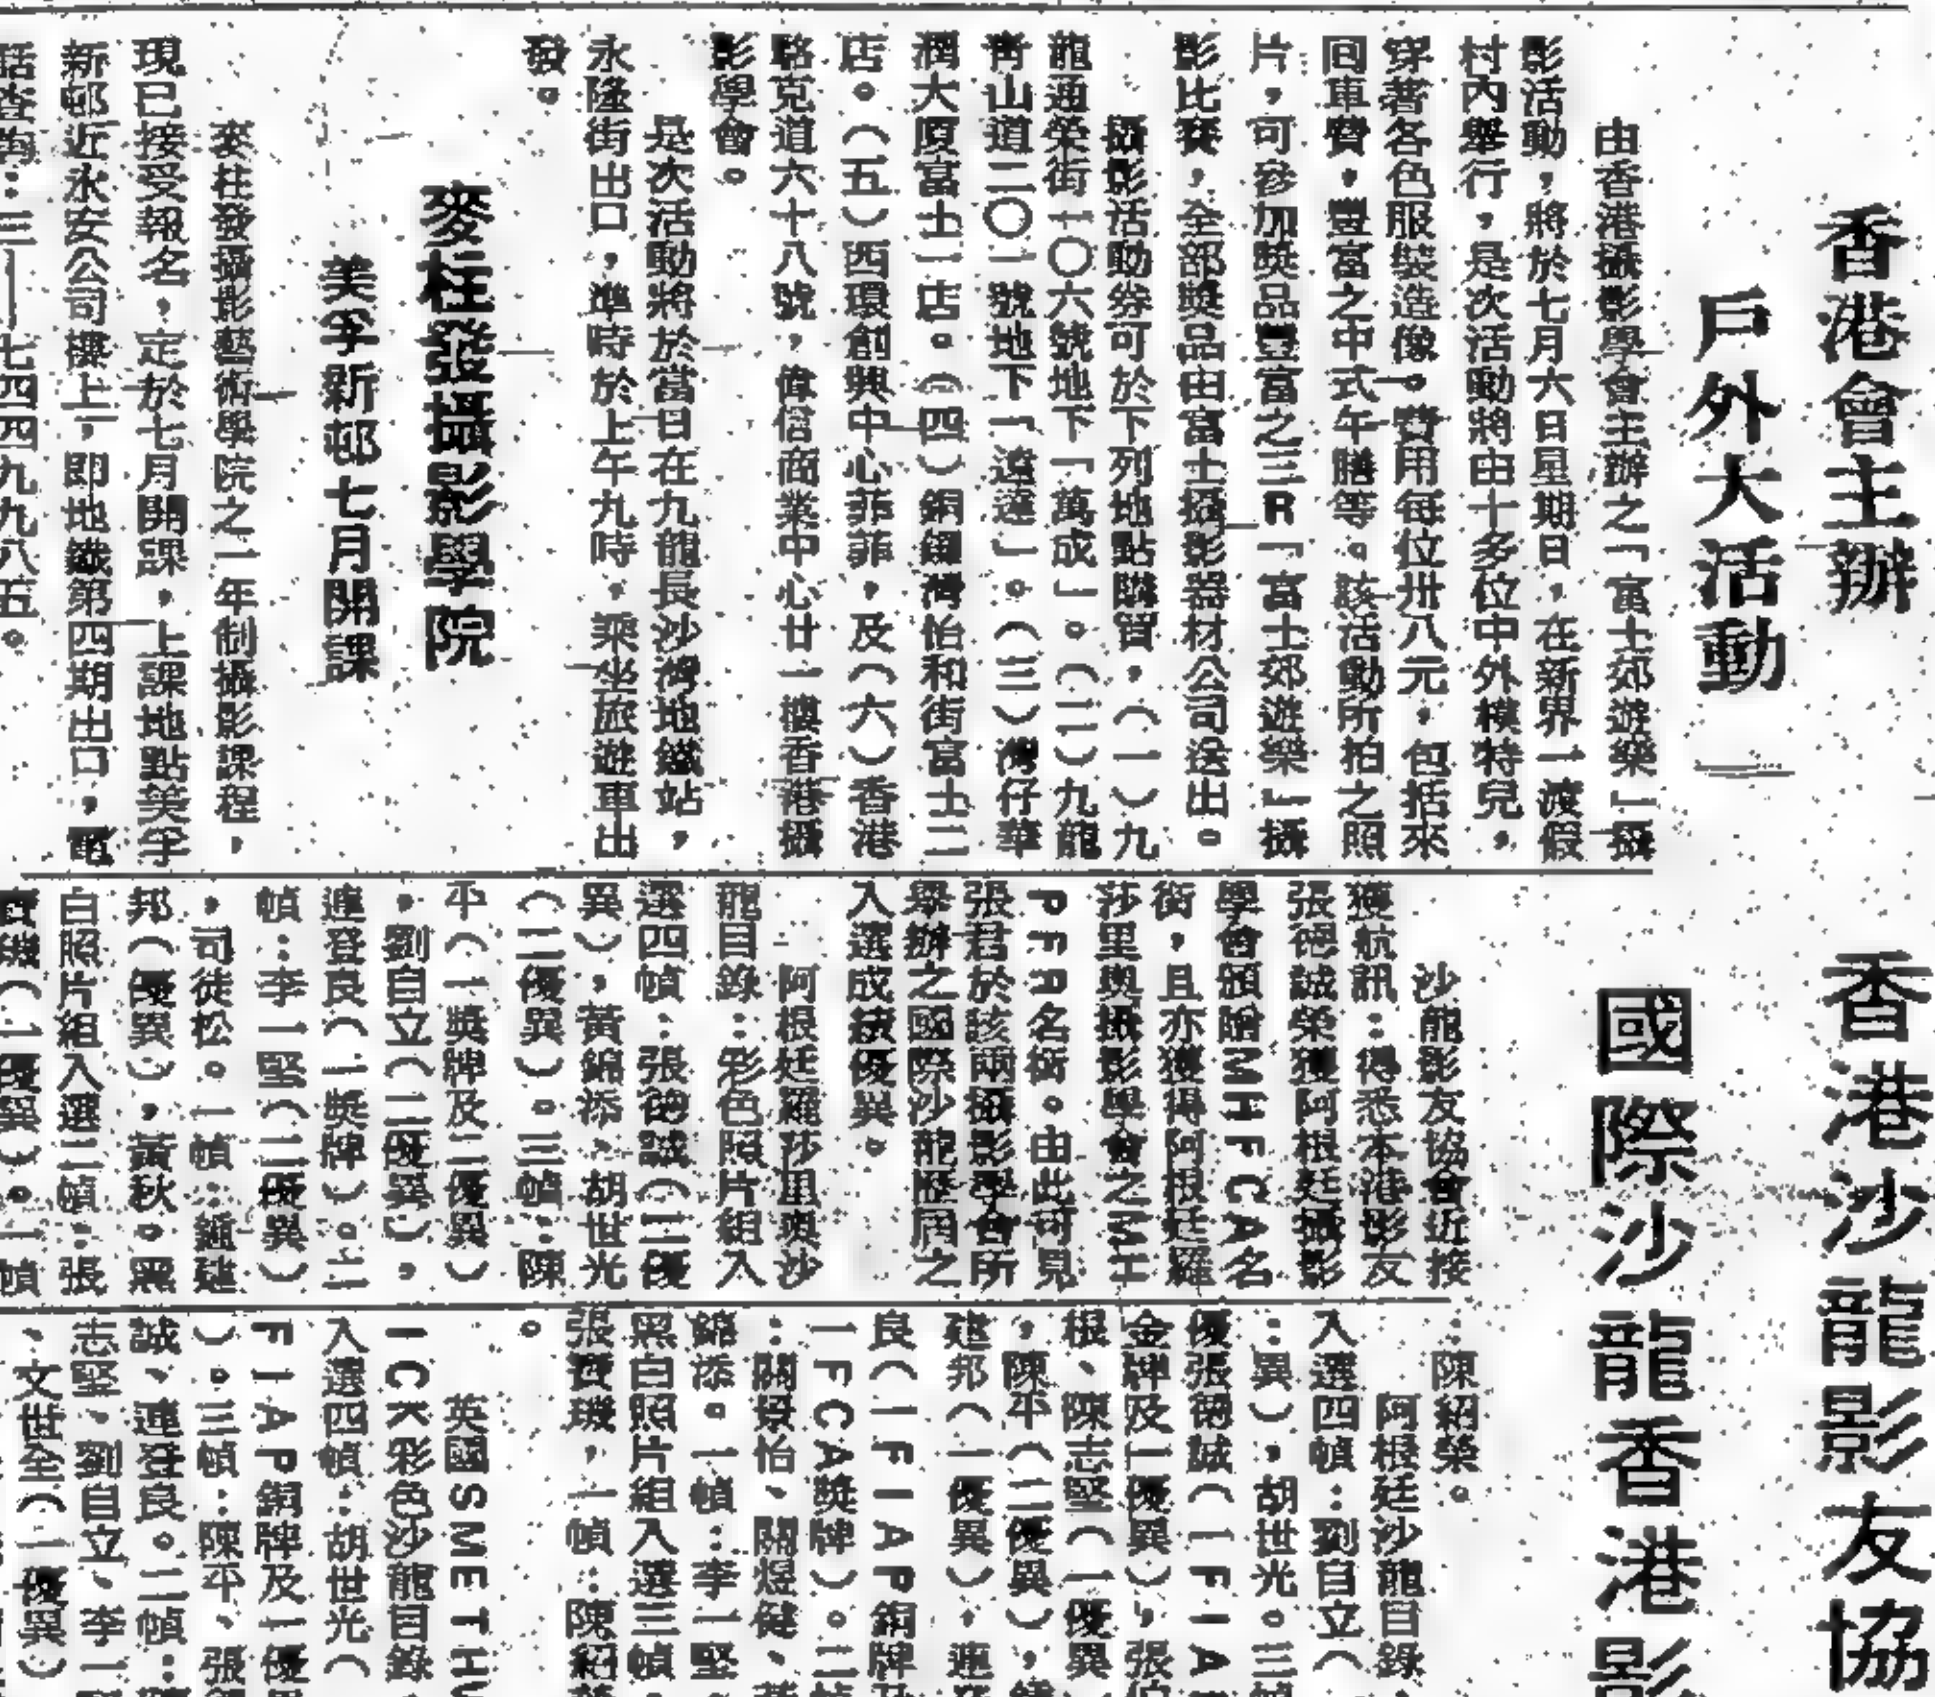 香港會主辦
戶外大活動
由香港攝影學會主辦之「富士郊遊樂」攝
影活動，將於七月六日星期日，在新界一渡假
村內舉行，是次活動將由十多位中外模特兒，
穿著各色服裝造像。費用每位卅八元，包括來
回車費，豐富之中式午膳等。該活動所拍之照
片，可參加獎品豐富之三R「富士郊遊樂」攝
影比賽，全部獎品由富士攝影器材公司送出。
攝影活動券可於下列地點購買，（一）九
龍通榮街一〇六號地下「萬成」。（二）九龍
青山道二〇一號地下「遠達」。（三）灣仔華
潤大廈富士一店。（四）銅鑼灣怡和街富士二
店。（五）西環創興中心菲菲，及（六）香港
駱克道六十八號，偉信商業中心廿一樓香港攝
影學會。
是次活動將於當日在九龍長沙灣地鐵站，
永隆街出口，準時於上午九時，乘坐旅遊車出
發。
麥柱發攝影學院
美孚新邨七月開課
麥柱發攝影藝術學院之一年制攝影課程，
現已接受報名，定於七月開課，上課地點美孚
新邨近永安公司樓上，即地鐵第四期出口，電
話查詢：三—七四四九九八五。
香港沙龍影友協
國際沙龍香港影
沙龍影友協會近接
獲航訊：得悉本港影友
張德誠榮獲阿根廷攝影
學會頒贈MHFCA名
銜，且亦獲得阿根廷羅
莎里奧攝影學會之MI
PFR名銜。由此可見
張君於該兩攝影學會所
舉辦之國際沙龍歷屆之
入選成績優異。
阿根廷羅莎里奧沙
龍目錄：彩色照片組入
選四幀：張德誠（二優
異），黃錦添、胡世光
（二優異）。三幀：陳
平（一獎牌及二優異）
，劉自立（二優異），
連登良（一獎牌）。二
幀：李一堅（二優異）
，司徒松。一幀：鍾建
邦（優異），黃秋。黑
白照片組入選二幀：張
寶璣（一優異）。一幀
：陳紹榮。
阿根廷沙龍目錄，
入選四幀：劉自立（
：異），胡世光。三幀
優張德誠（一FIA
金牌及一優異），張
根、陳志堅（一優異
，陳平（二優異），
建邦（一優異），連
良（一FIAP銅牌及
一FCA獎牌）。二幀
：關好怡、關煜健、
錦添。一幀：李一堅。
黑白照片組入選三幀：
張寶璣，一幀：陳紹
。
英國SMETHW
ICK彩色沙龍目錄，
入選四幀：胡世光（
FIAP銅牌及一優
）。三幀：陳平、張
誠、連登良。二幀：
志堅、劉自立、李一
、文世全（一優異）